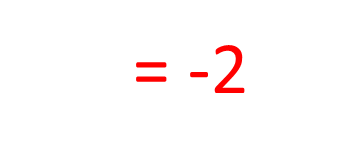 = -2